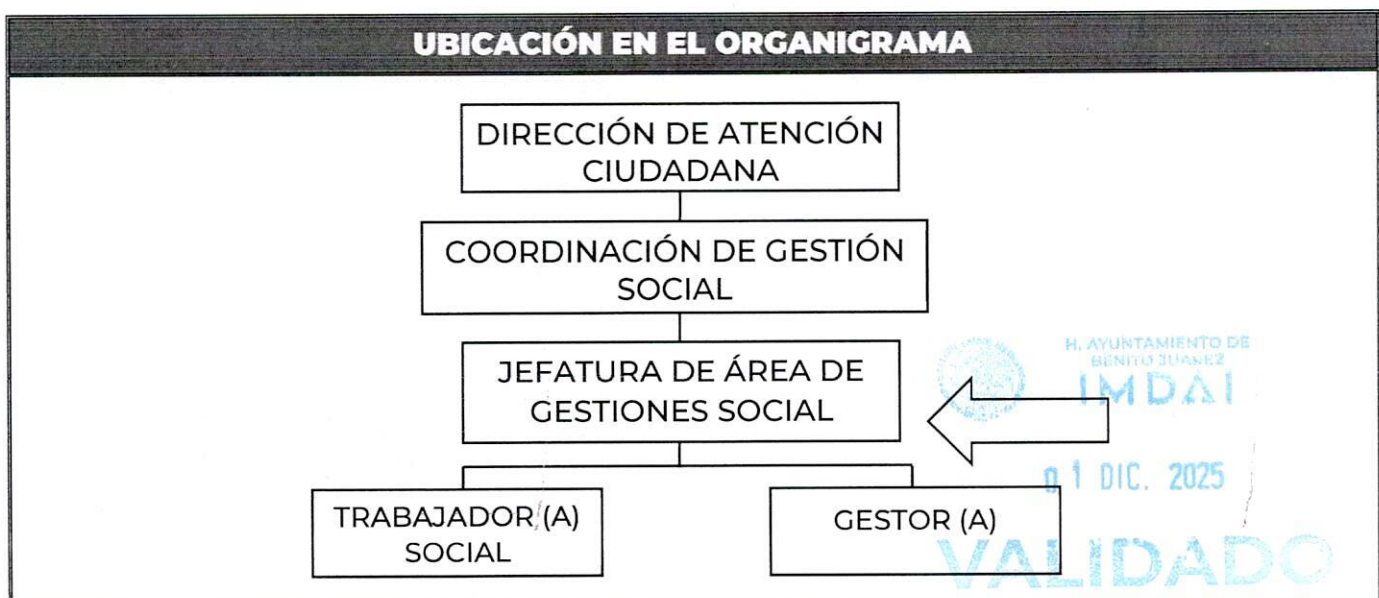 UBICACIÓN EN EL ORGANIGRAMA
DIRECCIÓN DE ATENCIÓN
CIUDADANA
COORDINACIÓN DE GESTIÓN
SOCIAL
JEFATURA DE ÁREA DE
GESTIONES SOCIAL
H. AYUNTAMIENTO DE
BENITO JUAREZ
IMDAI
01 DIC. 2025
TRABAJADOR (A)
SOCIAL
GESTOR (A)
VALIDADO